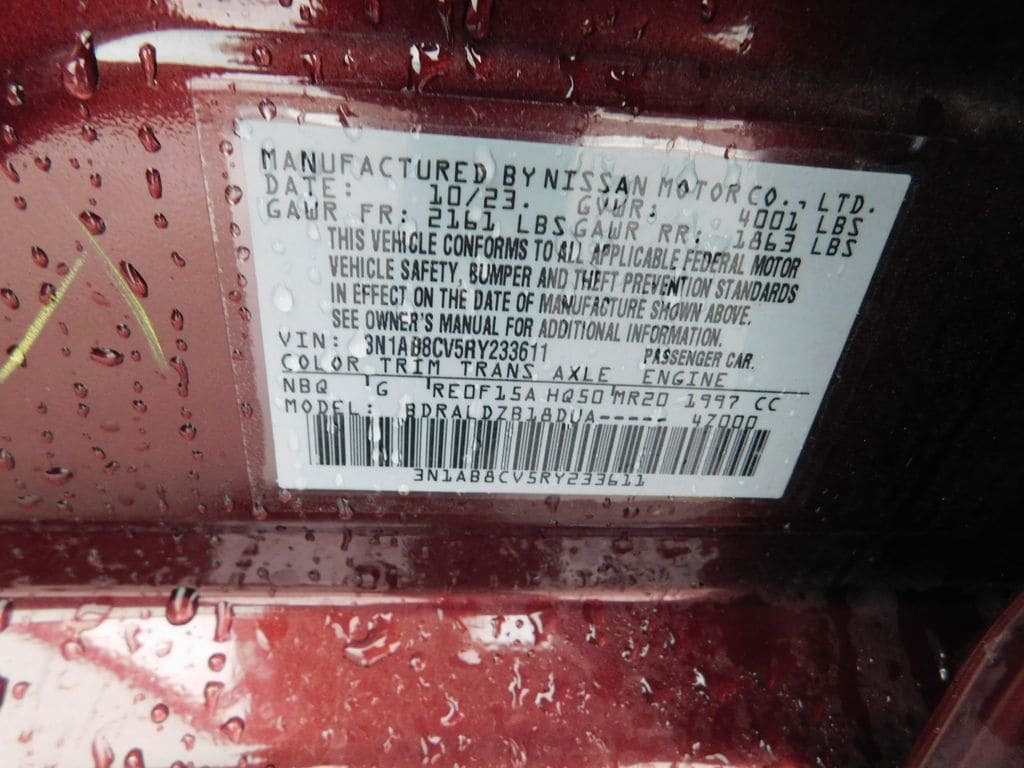 MANUFACTURED BY NISSAN MOTOR CO., LTD.
DATE: 10/23. GVWR: 4001 LBS
GAWR FR: 2161 LBS GAWR RR: 1863 LBS
THIS VEHICLE CONFORMS TO ALL APPLICABLE FEDERAL MOTOR
VEHICLE SAFETY, BUMPER AND THEFT PREVENTION STANDARDS
IN EFFECT ON THE DATE OF MANUFACTURE SHOWN ABOVE.
SEE OWNER'S MANUAL FOR ADDITIONAL INFORMATION.
VIN: 3N1AB8CV5RY233611 PASSENGER CAR.
COLOR TRIM TRANS AXLE ENGINE
NBQ G RE0F15A HQ50 MR20 1997 CC
MODEL: BDRALDZB18DUA----- 47000
3N1AB8CV5RY233611